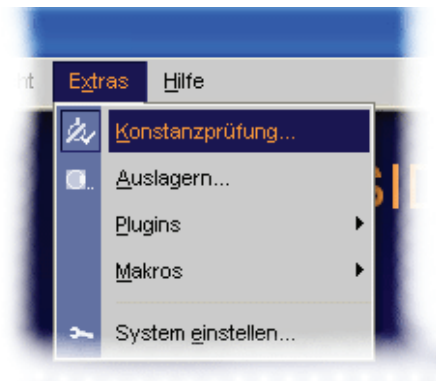 Extras Hilfe
Konstanzprüfung...
Auslagern...
Plugins
Makros
System einstellen...